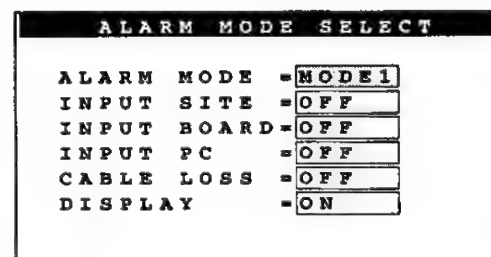 ALARM MODE SELECT
ALARM MODE =MODE1
INPUT SITE =OFF
INPUT BOARD=OFF
INPUT PC =OFF
CABLE LOSS =OFF
DISPLAY =ON